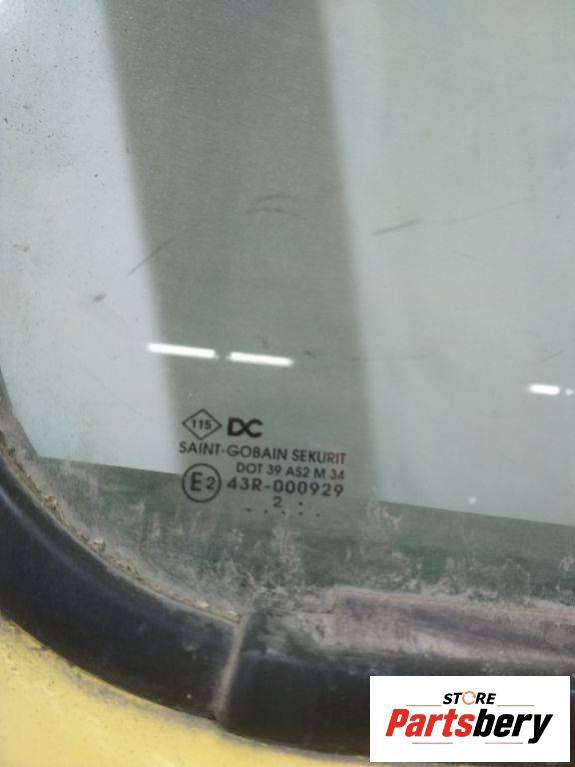 115 DC
SAINT-GOBAIN SEKURIT
DOT 39 AS2 M 34
E2 43R-000929
2
STORE
Partsbery